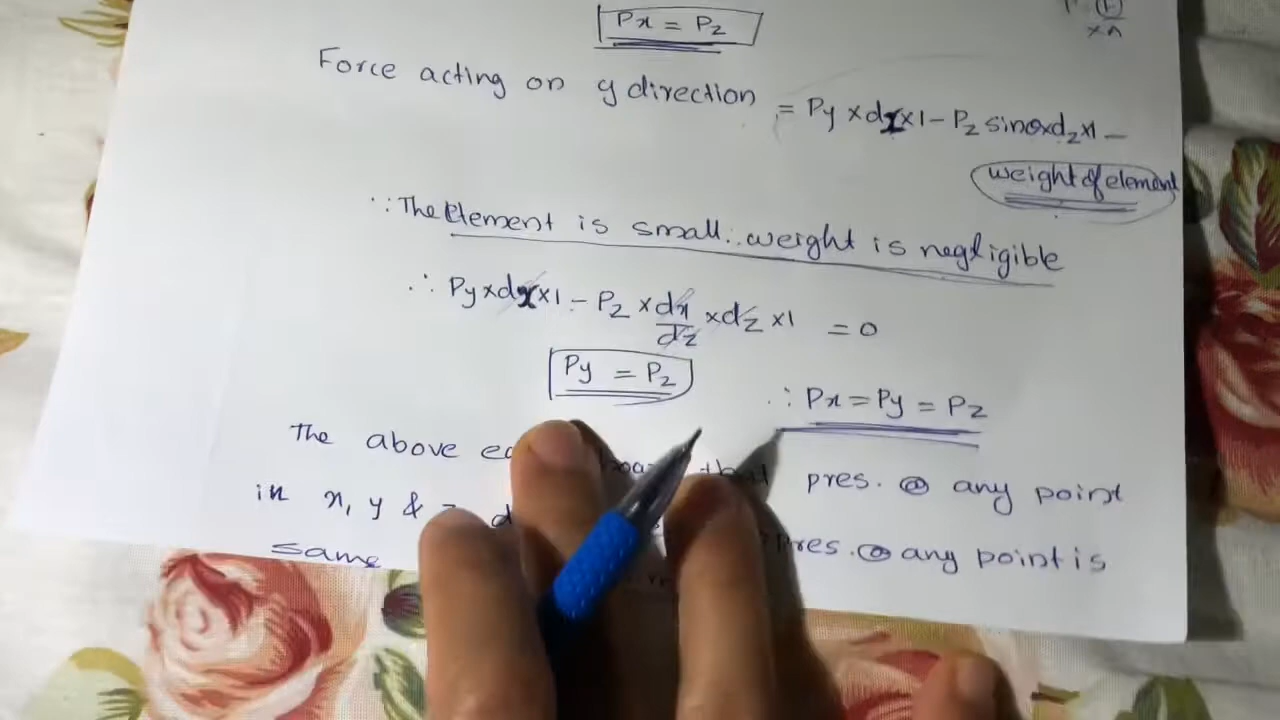 Px = Pz
Force acting on y direction = Py × dx × 1 − Pz sinθ × dz × 1 −
weight of element
∵ The Element is small ∴ weight is negligible
∴ Py × dx × 1 − Pz × dx/dz × dz × 1 = 0
Py = Pz
∴ Px = Py = Pz
The above that pres. @ any point
in x, y & pres. @ any point is
same